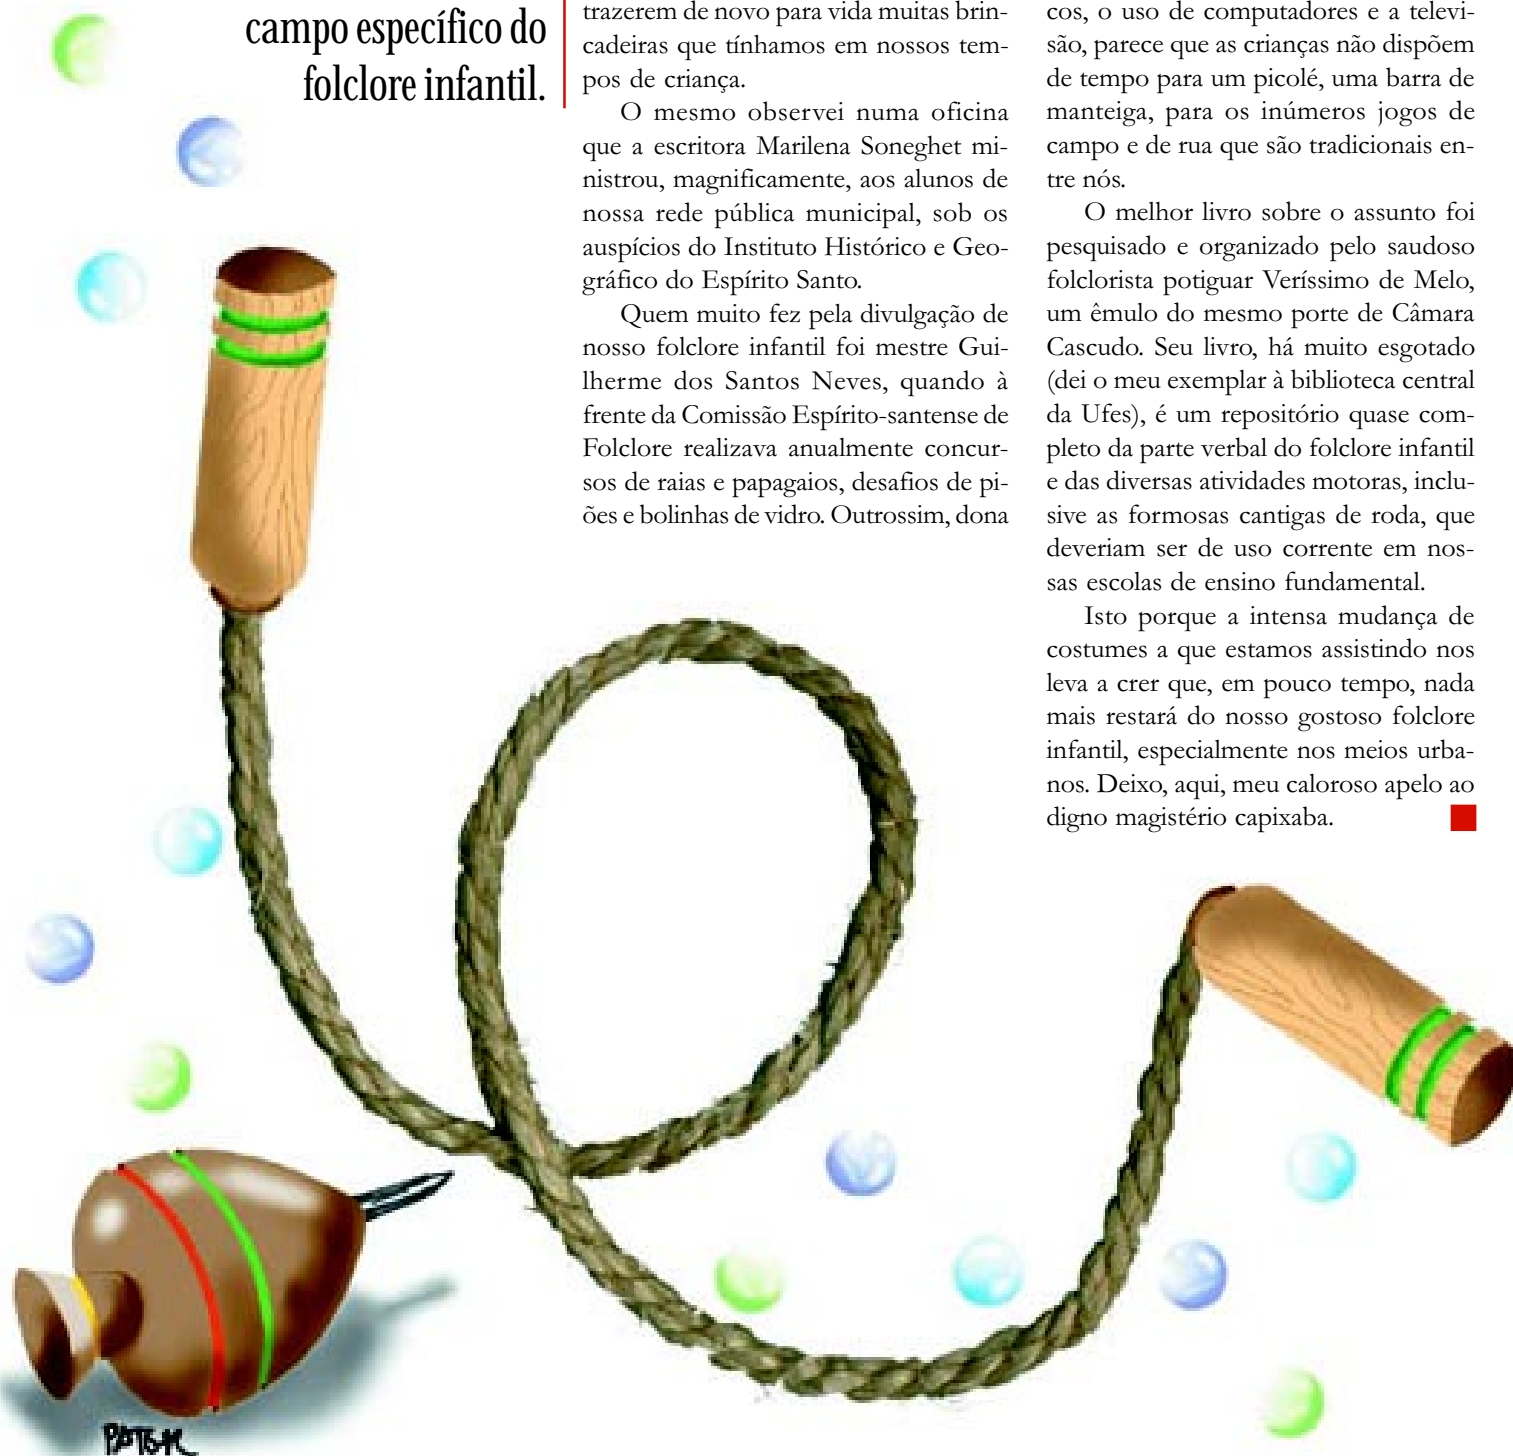 campo específico do
folclore infantil.
trazerem de novo para vida muitas brin-
cadeiras que tínhamos em nossos tem-
pos de criança.
O mesmo observei numa oficina
que a escritora Marilena Soneghet mi-
nistrou, magnificamente, aos alunos de
nossa rede pública municipal, sob os
auspícios do Instituto Histórico e Geo-
gráfico do Espírito Santo.
Quem muito fez pela divulgação de
nosso folclore infantil foi mestre Gui-
lherme dos Santos Neves, quando à
frente da Comissão Espírito-santense de
Folclore realizava anualmente concur-
sos de raias e papagaios, desafios de pi-
ões e bolinhas de vidro. Outrossim, dona
cos, o uso de computadores e a televi-
são, parece que as crianças não dispõem
de tempo para um picolé, uma barra de
manteiga, para os inúmeros jogos de
campo e de rua que são tradicionais en-
tre nós.
O melhor livro sobre o assunto foi
pesquisado e organizado pelo saudoso
folclorista potiguar Veríssimo de Melo,
um êmulo do mesmo porte de Câmara
Cascudo. Seu livro, há muito esgotado
(dei o meu exemplar à biblioteca central
da Ufes), é um repositório quase com-
pleto da parte verbal do folclore infantil
e das diversas atividades motoras, inclu-
sive as formosas cantigas de roda, que
deveriam ser de uso corrente em nos-
sas escolas de ensino fundamental.
Isto porque a intensa mudança de
costumes a que estamos assistindo nos
leva a crer que, em pouco tempo, nada
mais restará do nosso gostoso folclore
infantil, especialmente nos meios urba-
nos. Deixo, aqui, meu caloroso apelo ao
digno magistério capixaba.